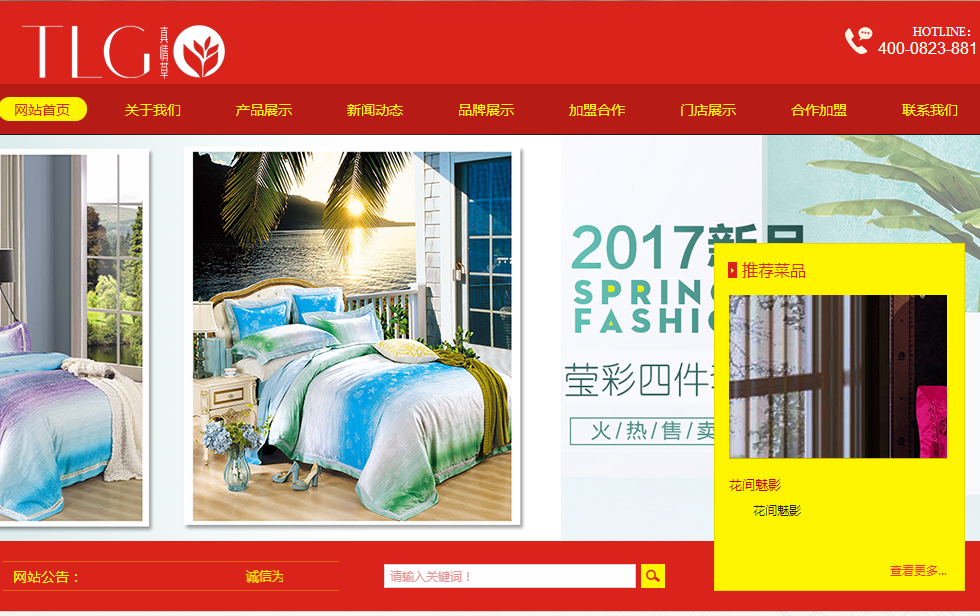 TLG 真情草
HOTLINE:
400-0823-881
网站首页 关于我们 产品展示 新闻动态 品牌展示 加盟合作 门店展示 合作加盟 联系我们
2017新品
SPRIN
FASHIO
莹彩四件
火/热/售/卖
推荐菜品
花间魅影
花间魅影
查看更多...
网站公告：
诚信为
请输入关键词！